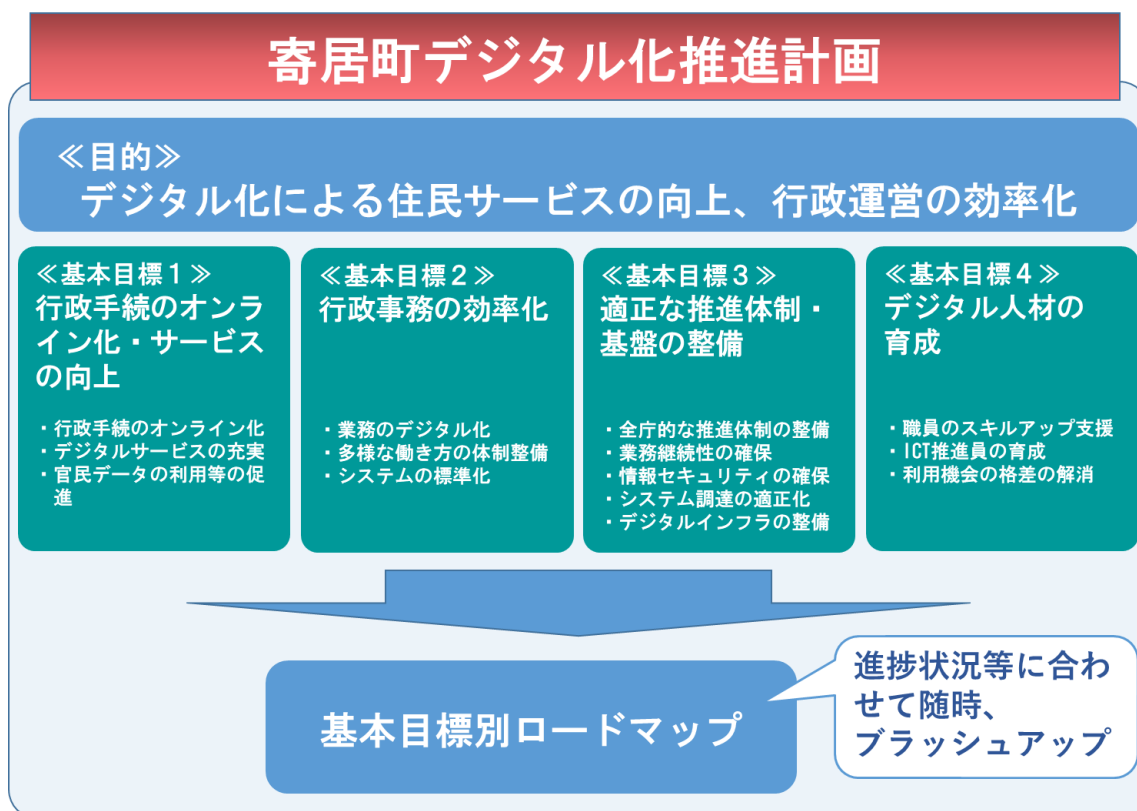 寄居町デジタル化推進計画
≪目的≫
デジタル化による住民サービスの向上、行政運営の効率化
≪基本目標１≫
行政手続のオンラ
イン化・サービス
の向上
・行政手続のオンライン化
・デジタルサービスの充実
・官民データの利用等の促
進
≪基本目標２≫
行政事務の効率化
・業務のデジタル化
・多様な働き方の体制整備
・システムの標準化
≪基本目標３≫
適正な推進体制・
基盤の整備
・全庁的な推進体制の整備
・業務継続性の確保
・情報セキュリティの確保
・システム調達の適正化
・デジタルインフラの整備
≪基本目標４≫
デジタル人材の
育成
・職員のスキルアップ支援
・ICT推進員の育成
・利用機会の格差の解消
基本目標別ロードマップ
進捗状況等に合わ
せて随時、
ブラッシュアップ